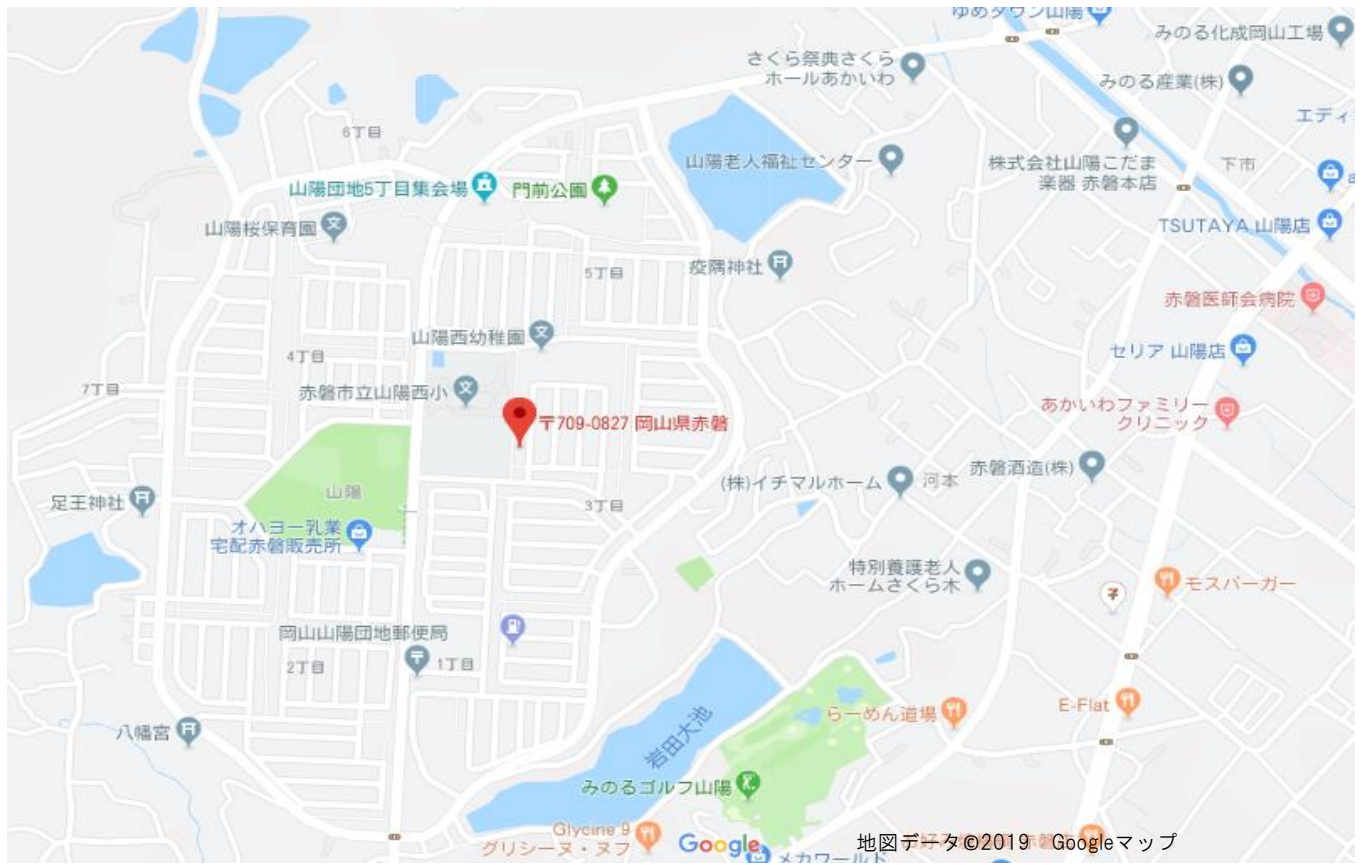 ゆめタウン山陽
みのる化成岡山工場
さくら祭典さくら
ホールあかいわ
みのる産業(株)
エディ
6丁目
山陽老人福祉センター
株式会社山陽こだま
楽器 赤磐本店
下市
山陽団地5丁目集会場
門前公園
a
山陽桜保育園
TSUTAYA 山陽店
5丁目
疫隅神社
赤磐医師会病院
山陽西幼稚園
セリア 山陽店
4丁目
7丁目
赤磐市立山陽西小
〒709-0827 岡山県赤磐
あかいわファミリー
クリニック
赤磐酒造(株)
(株)イチマルホーム
河本
山陽
足王神社
3丁目
オハヨー乳業
宅配赤磐販売所
特別養護老人
ホームさくら木
モスバーガー
岡山山陽団地郵便局
1丁目
2丁目
E-Flat
らーめん道場
八幡宮
岩田大池
みのるゴルフ山陽
Glycine 9
グリシーヌ・ヌフ
Google
地図データ©2019 Googleマップ
メカワールド